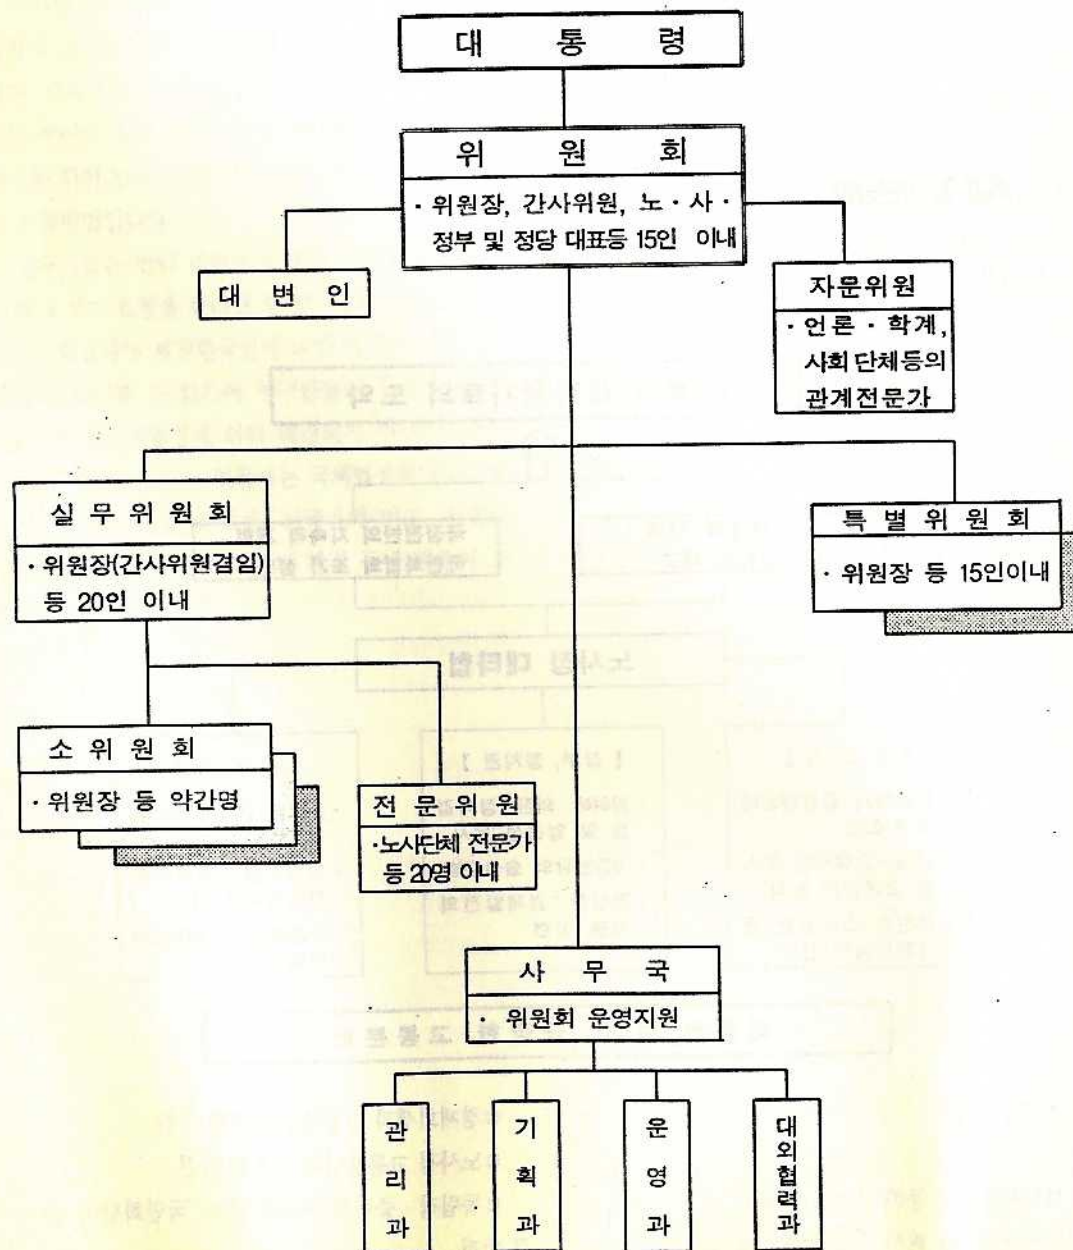 대 통 령
위 원 회
· 위원장, 간사위원, 노 · 사 ·
정부 및 정당 대표등 15인 이내
대 변 인
자문위원
· 언론 · 학계,
사회단체등의
관계전문가
실 무 위 원 회
· 위원장(간사위원겸임)
등 20인 이내
특 별 위 원 회
· 위원장 등 15인이내
소 위 원 회
· 위원장 등 약간명
전 문 위 원
·노사단체 전문가
등 20명 이내
사 무 국
· 위원회 운영지원
관리과
기획과
운영과
대외협력과